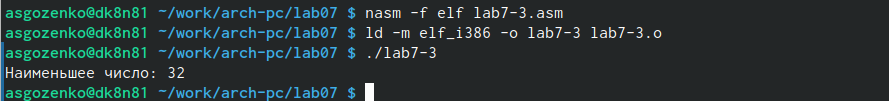 asgozenko@dk8n81 ~/work/arch-pc/lab07 $ nasm -f elf lab7-3.asm
asgozenko@dk8n81 ~/work/arch-pc/lab07 $ ld -m elf_i386 -o lab7-3 lab7-3.o
asgozenko@dk8n81 ~/work/arch-pc/lab07 $ ./lab7-3
Наименьшее число: 32
asgozenko@dk8n81 ~/work/arch-pc/lab07 $